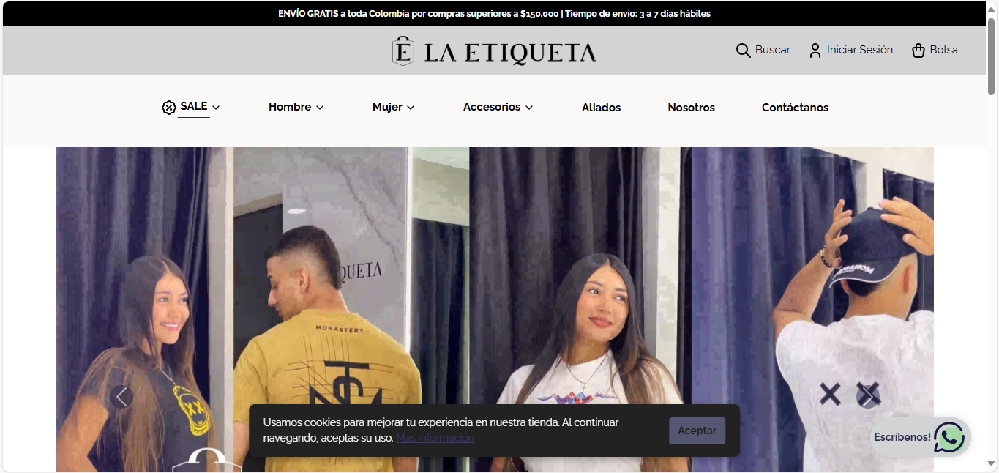 ENVÍO GRATIS a toda Colombia por compras superiores a $150.000 | Tiempo de envío: 3 a 7 días hábiles
E LA ETIQUETA
Buscar
Iniciar Sesión
Bolsa
SALE
Hombre
Mujer
Accesorios
Aliados
Nosotros
Contáctanos
QUETA
MONASTERY
Usamos cookies para mejorar tu experiencia en nuestra tienda. Al continuar
navegando, aceptas su uso. Más información
Aceptar
Escríbenos!